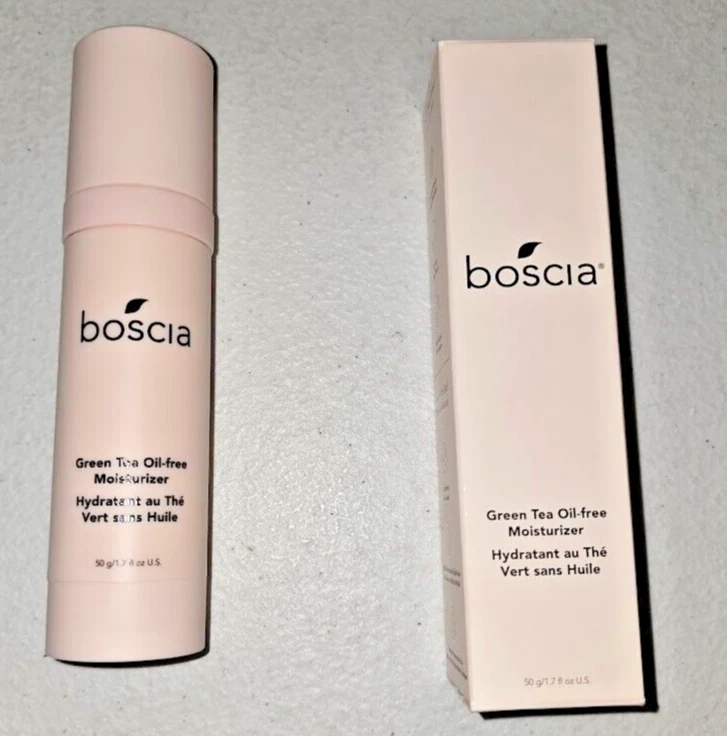 boscia
Green Tea Oil-free
Moisturizer
Hydratant au Thé
Vert sans Huile
50 g/1.7 fl oz U.S.
boscia®
Green Tea Oil-free
Moisturizer
Hydratant au Thé
Vert sans Huile
50 g/1.7 fl oz U.S.